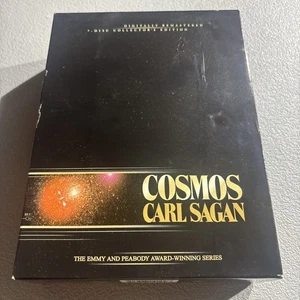 DIGITALLY REMASTERED
7-DISC COLLECTOR'S EDITION
COSMOS
CARL SAGAN
THE EMMY AND PEABODY AWARD-WINNING SERIES